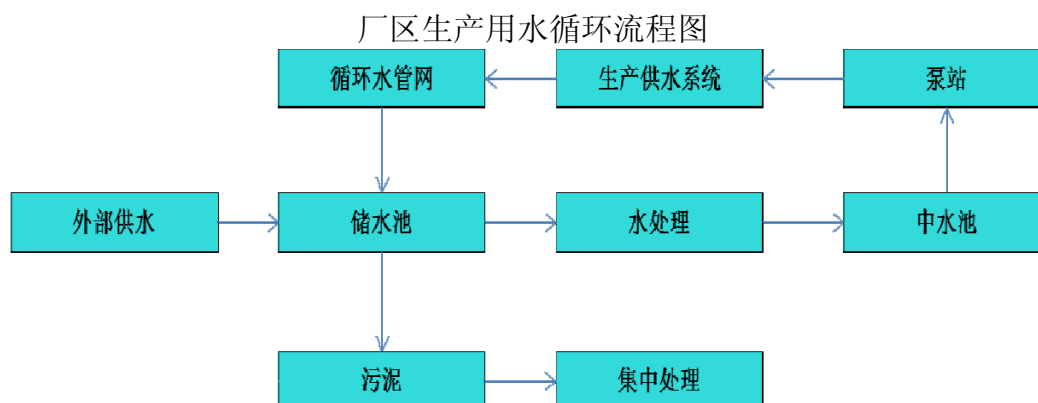 厂区生产用水循环流程图
循环水管网
生产供水系统
泵站
外部供水
储水池
水处理
中水池
污泥
集中处理